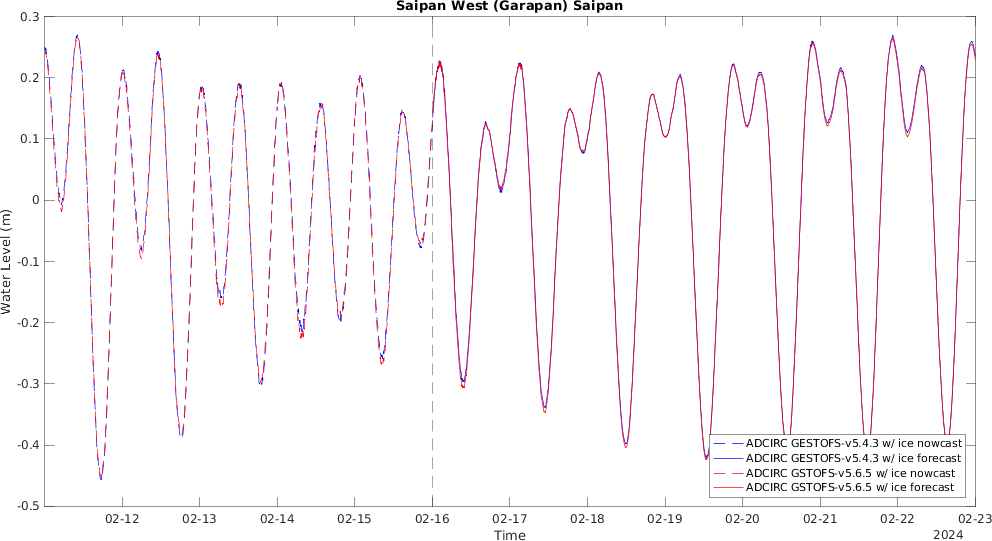 Saipan West (Garapan) Saipan
0.3
0.2
0.1
0
-0.1
-0.2
-0.3
-0.4
-0.5
Water Level (m)
ADCIRC GESTOFS-v5.4.3 w/ ice nowcast
ADCIRC GESTOFS-v5.4.3 w/ ice forecast
ADCIRC GSTOFS-v5.6.5 w/ ice nowcast
ADCIRC GSTOFS-v5.6.5 w/ ice forecast
02-12 02-13 02-14 02-15 02-16 02-17 02-18 02-19 02-20 02-21 02-22 02-23
Time
2024